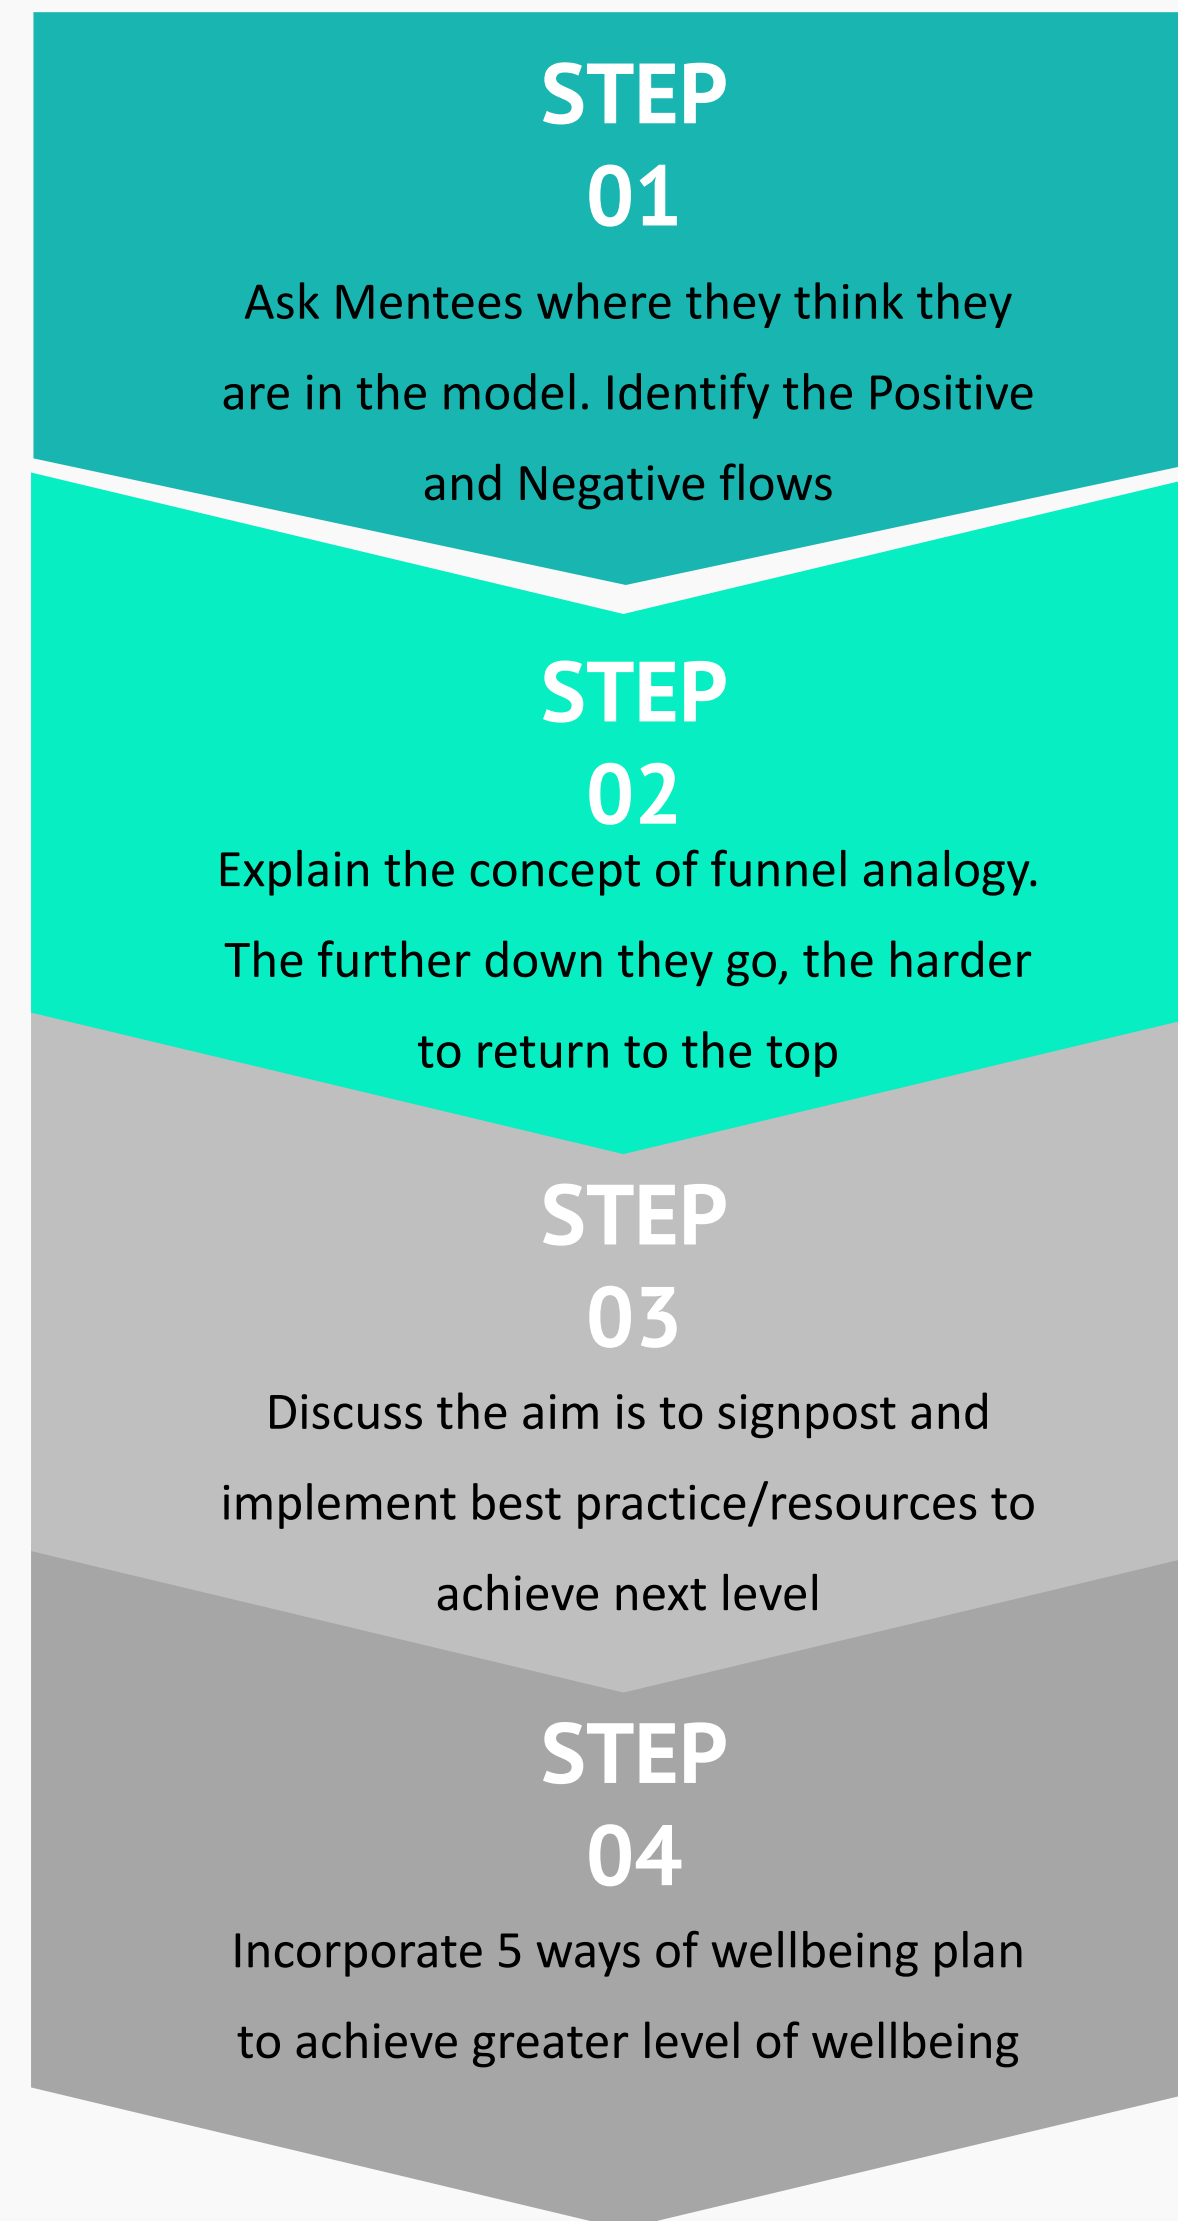 STEP
01
Ask Mentees where they think they
are in the model. Identify the Positive
and Negative flows
STEP
02
Explain the concept of funnel analogy.
The further down they go, the harder
to return to the top
STEP
03
Discuss the aim is to signpost and
implement best practice/resources to
achieve next level
STEP
04
Incorporate 5 ways of wellbeing plan
to achieve greater level of wellbeing